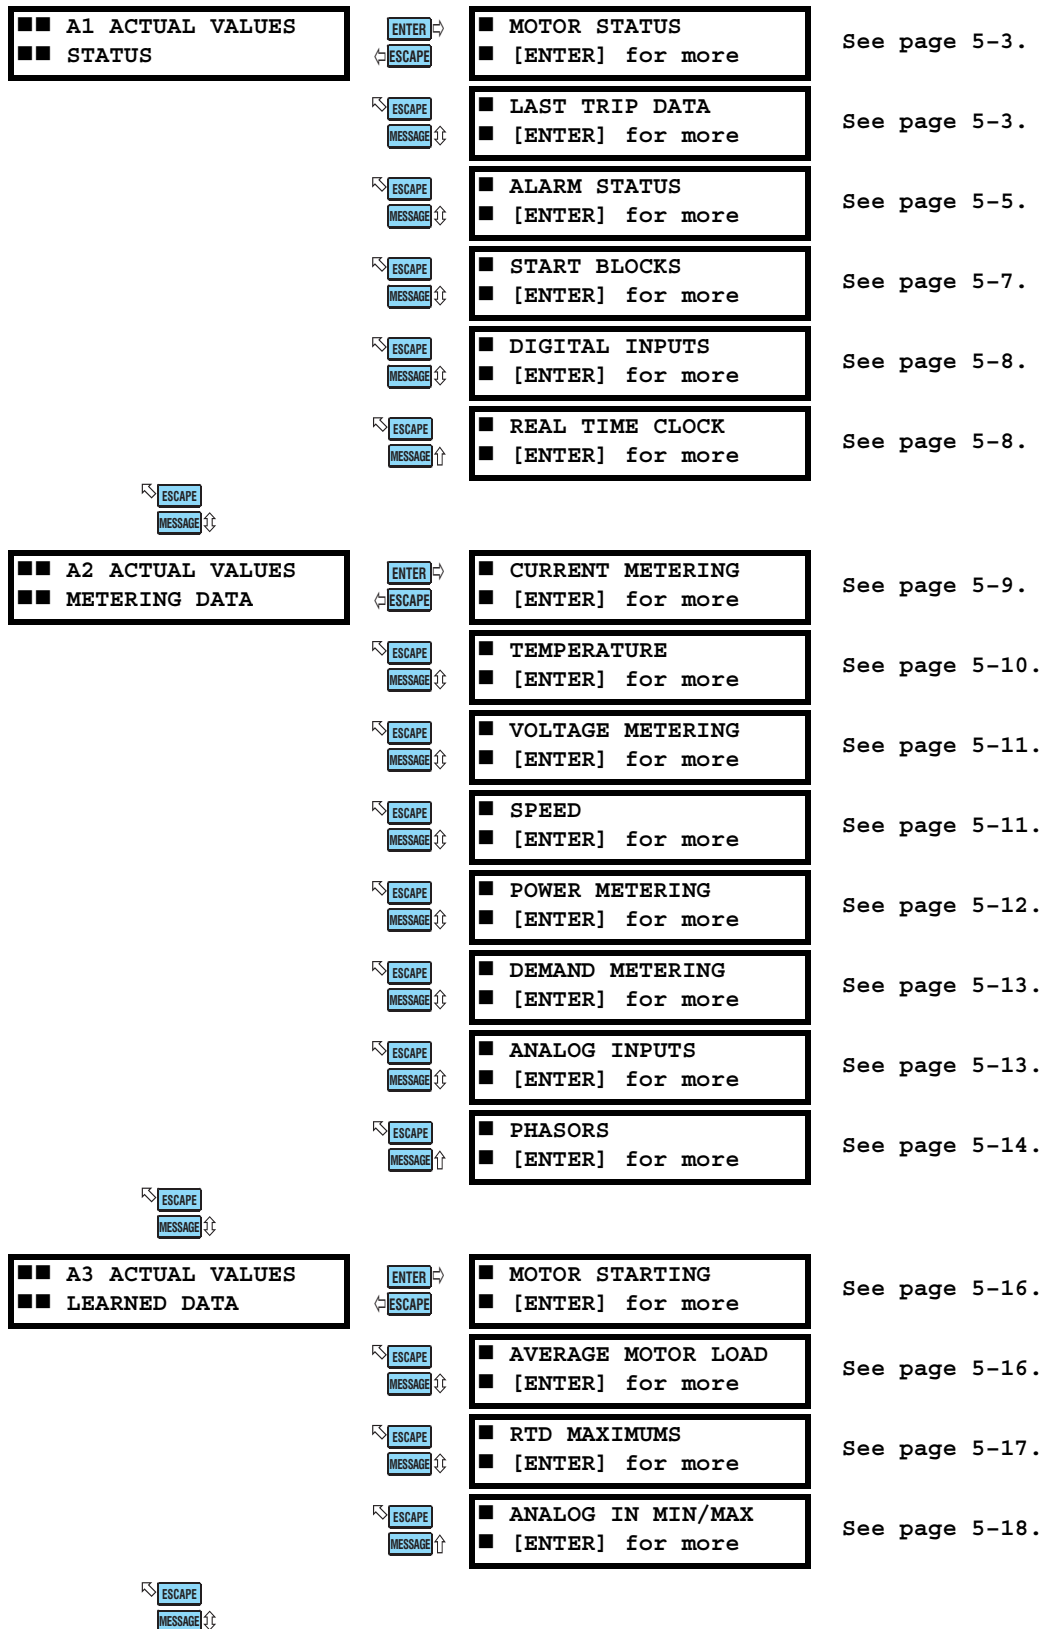 ■■ A1 ACTUAL VALUES
■■ STATUS
ENTER
ESCAPE
■ MOTOR STATUS
■ [ENTER] for more
See page 5-3.
ESCAPE
MESSAGE
■ LAST TRIP DATA
■ [ENTER] for more
See page 5-3.
ESCAPE
MESSAGE
■ ALARM STATUS
■ [ENTER] for more
See page 5-5.
ESCAPE
MESSAGE
■ START BLOCKS
■ [ENTER] for more
See page 5-7.
ESCAPE
MESSAGE
■ DIGITAL INPUTS
■ [ENTER] for more
See page 5-8.
ESCAPE
MESSAGE
■ REAL TIME CLOCK
■ [ENTER] for more
See page 5-8.
ESCAPE
MESSAGE
■■ A2 ACTUAL VALUES
■■ METERING DATA
ENTER
ESCAPE
■ CURRENT METERING
■ [ENTER] for more
See page 5-9.
ESCAPE
MESSAGE
■ TEMPERATURE
■ [ENTER] for more
See page 5-10.
ESCAPE
MESSAGE
■ VOLTAGE METERING
■ [ENTER] for more
See page 5-11.
ESCAPE
MESSAGE
■ SPEED
■ [ENTER] for more
See page 5-11.
ESCAPE
MESSAGE
■ POWER METERING
■ [ENTER] for more
See page 5-12.
ESCAPE
MESSAGE
■ DEMAND METERING
■ [ENTER] for more
See page 5-13.
ESCAPE
MESSAGE
■ ANALOG INPUTS
■ [ENTER] for more
See page 5-13.
ESCAPE
MESSAGE
■ PHASORS
■ [ENTER] for more
See page 5-14.
ESCAPE
MESSAGE
■■ A3 ACTUAL VALUES
■■ LEARNED DATA
ENTER
ESCAPE
■ MOTOR STARTING
■ [ENTER] for more
See page 5-16.
ESCAPE
MESSAGE
■ AVERAGE MOTOR LOAD
■ [ENTER] for more
See page 5-16.
ESCAPE
MESSAGE
■ RTD MAXIMUMS
■ [ENTER] for more
See page 5-17.
ESCAPE
MESSAGE
■ ANALOG IN MIN/MAX
■ [ENTER] for more
See page 5-18.
ESCAPE
MESSAGE